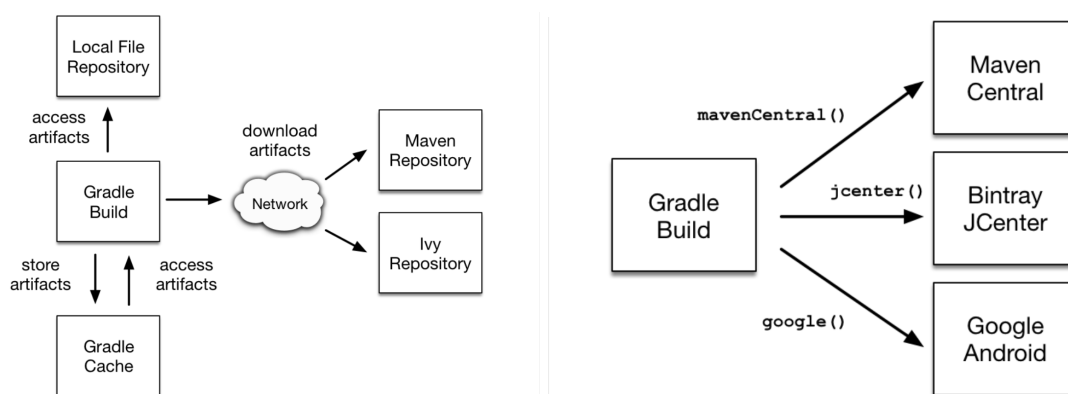 Local File
Repository
access
artifacts
download
artifacts
Maven
Repository
Gradle
Build
Network
Ivy
Repository
store
artifacts
access
artifacts
Gradle
Cache
Maven
Central
mavenCentral()
jcenter()
Gradle
Build
Bintray
JCenter
google()
Google
Android